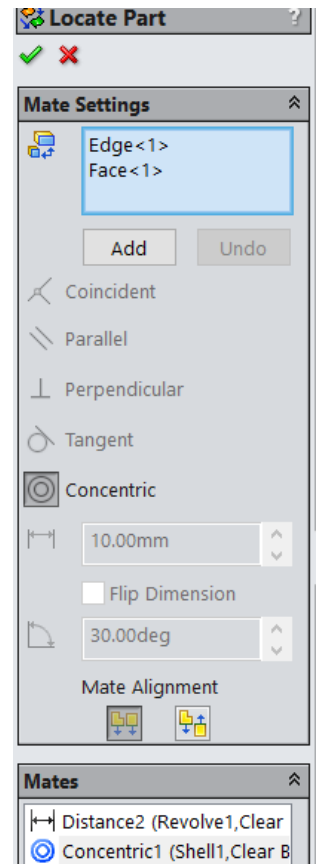 Locate Part ?
Mate Settings
Edge<1>
Face<1>
Add Undo
Coincident
Parallel
Perpendicular
Tangent
Concentric
10.00mm
Flip Dimension
30.00deg
Mate Alignment
Mates
Distance2 (Revolve1,Clear
Concentric1 (Shell1,Clear B